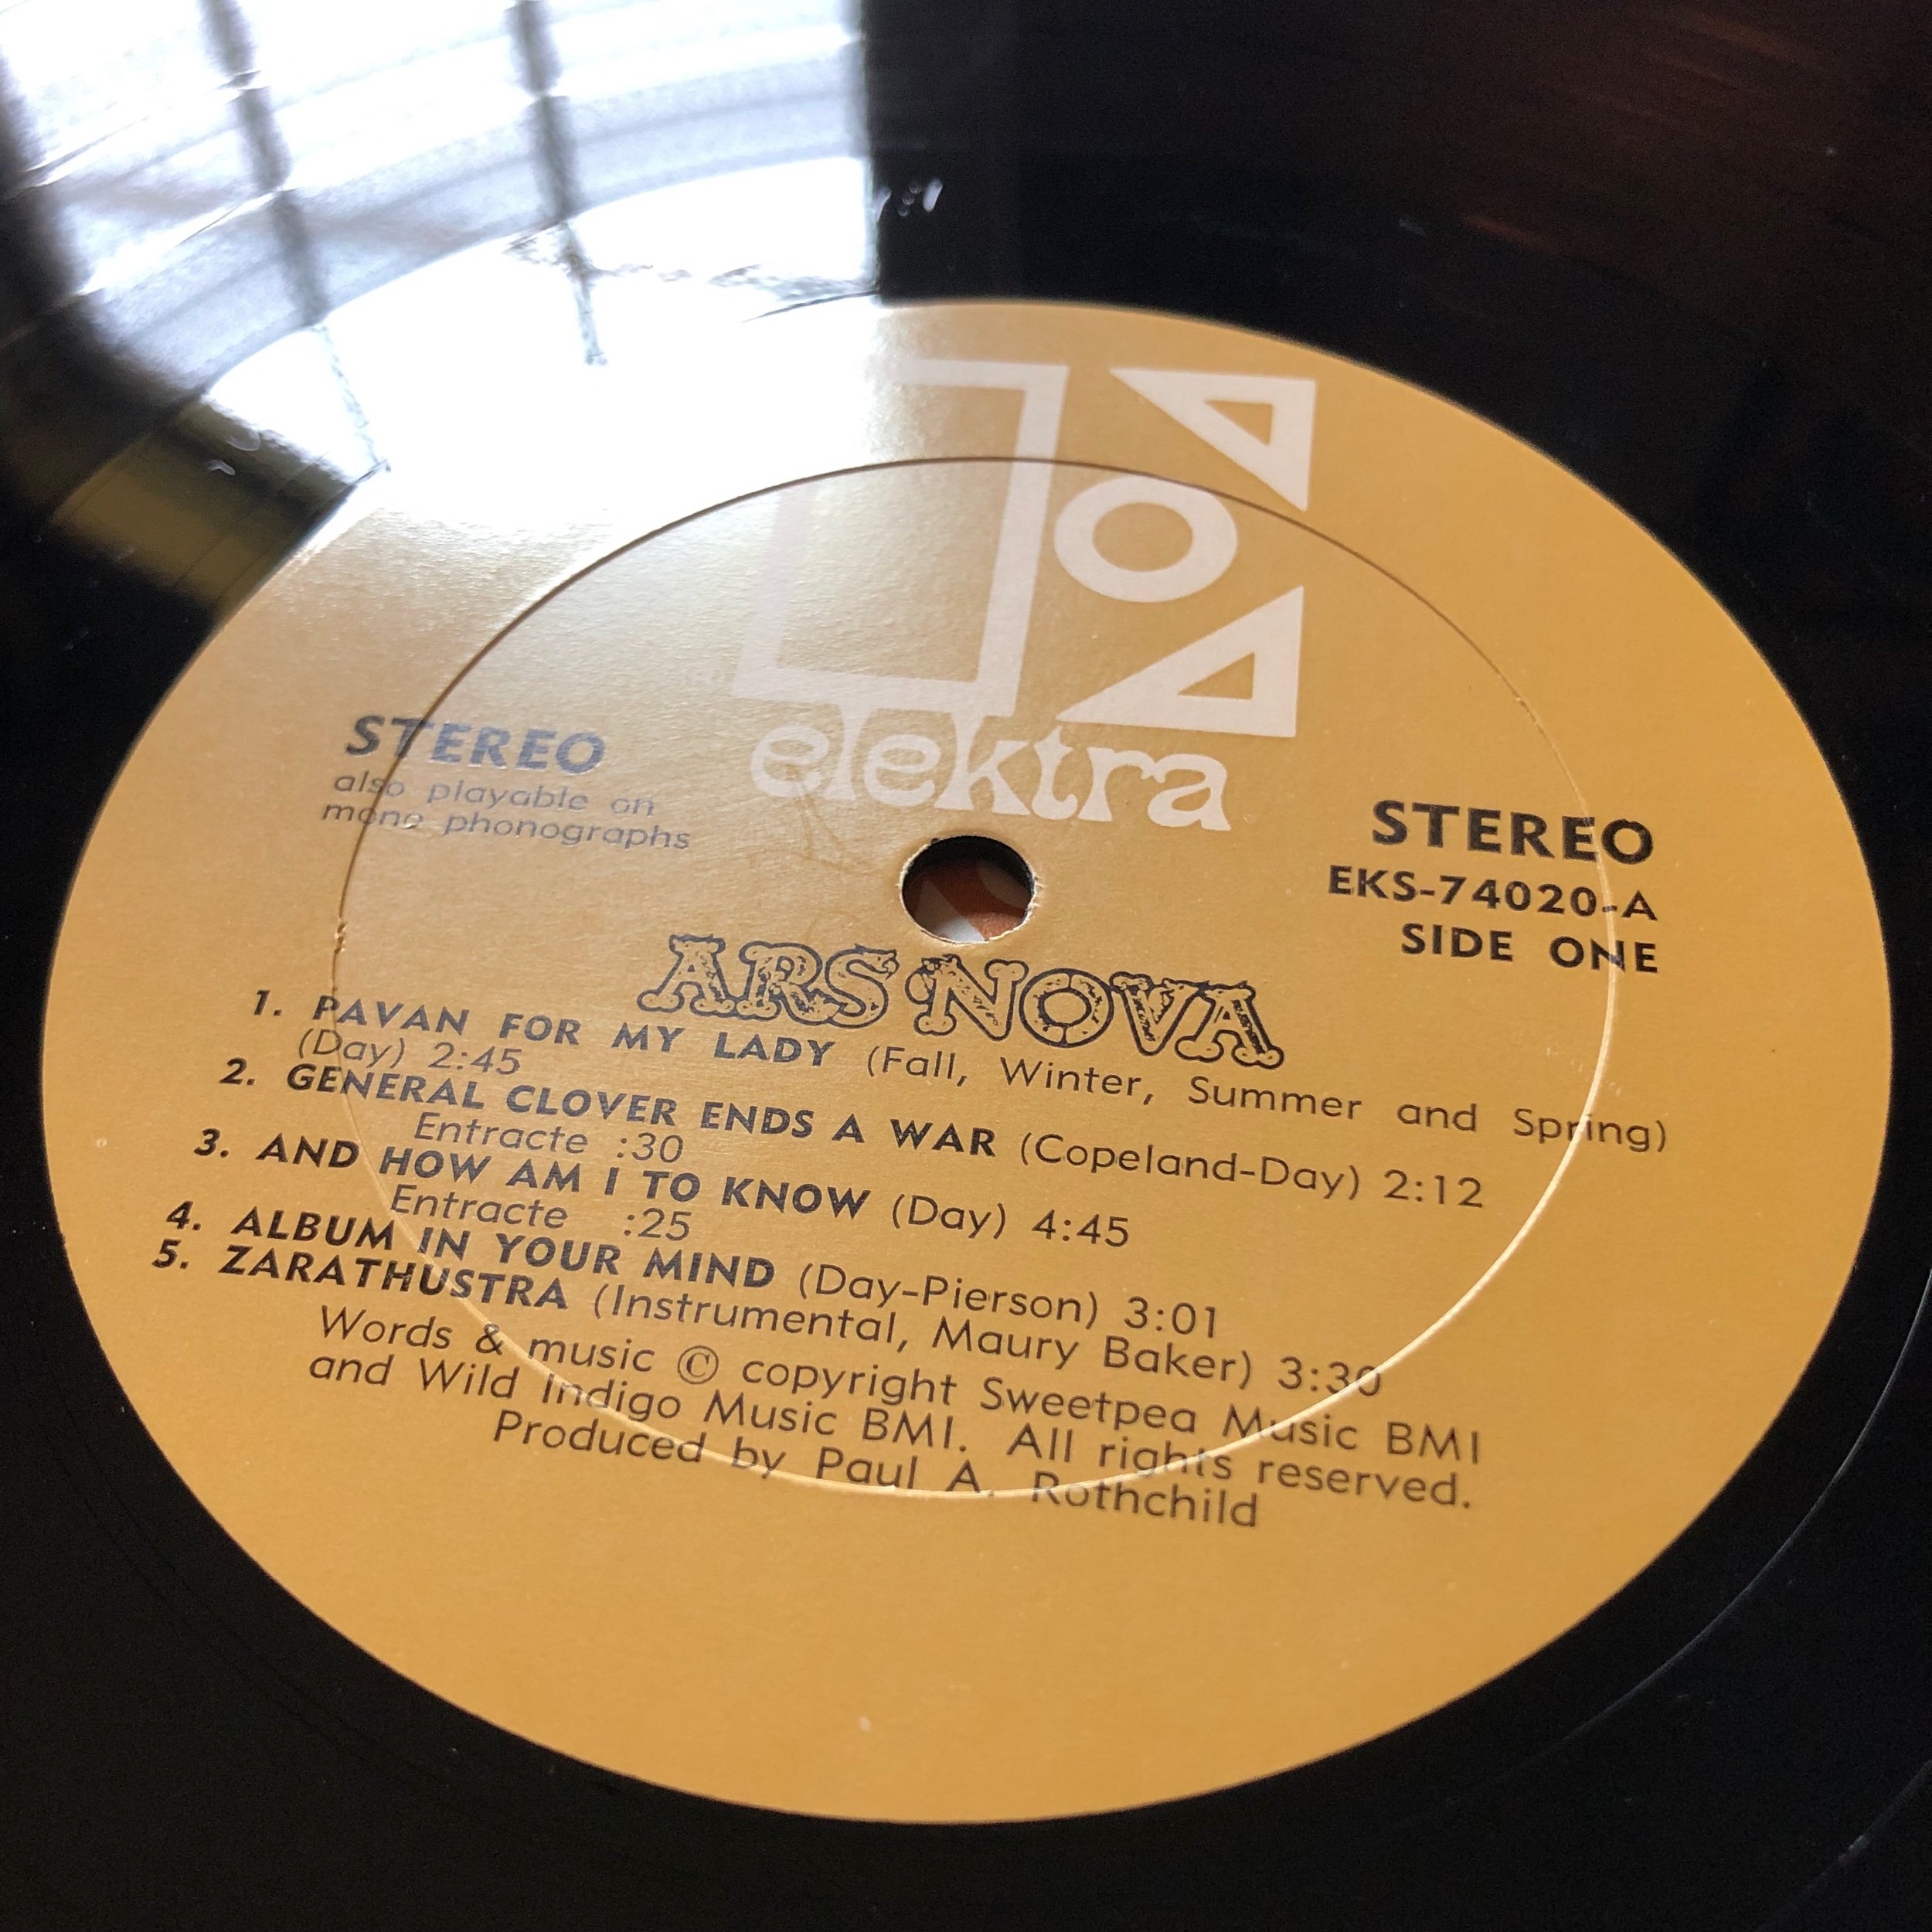 elektra
STEREO
also playable on
mono phonographs
STEREO
EKS-74020-A
SIDE ONE
ARS NOVA
1. PAVAN FOR MY LADY (Fall, Winter, Summer and Spring)
(Day) 2:45
2. GENERAL CLOVER ENDS A WAR (Copeland-Day) 2:12
Entracte :30
3. AND HOW AM I TO KNOW (Day) 4:45
Entracte :25
4. ALBUM IN YOUR MIND (Day-Pierson) 3:01
5. ZARATHUSTRA (Instrumental, Maury Baker) 3:30
Words & music © copyright Sweetpea Music BMI
and Wild Indigo Music BMI. All rights reserved.
Produced by Paul A. Rothchild